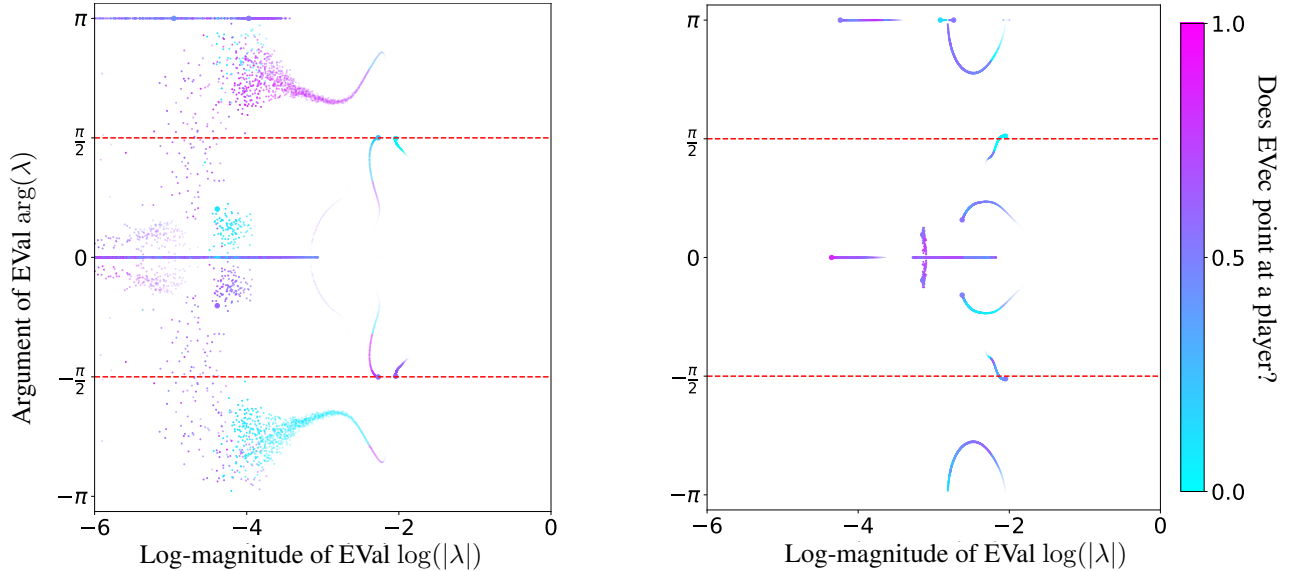 π
π/2
0
−π/2
−π
Argument of EVal arg(λ)
−6
−4
−2
0
Log-magnitude of EVal log(|λ|)
π
π/2
0
−π/2
−π
−6
−4
−2
0
Log-magnitude of EVal log(|λ|)
1.0
0.5
0.0
Does EVec point at a player?